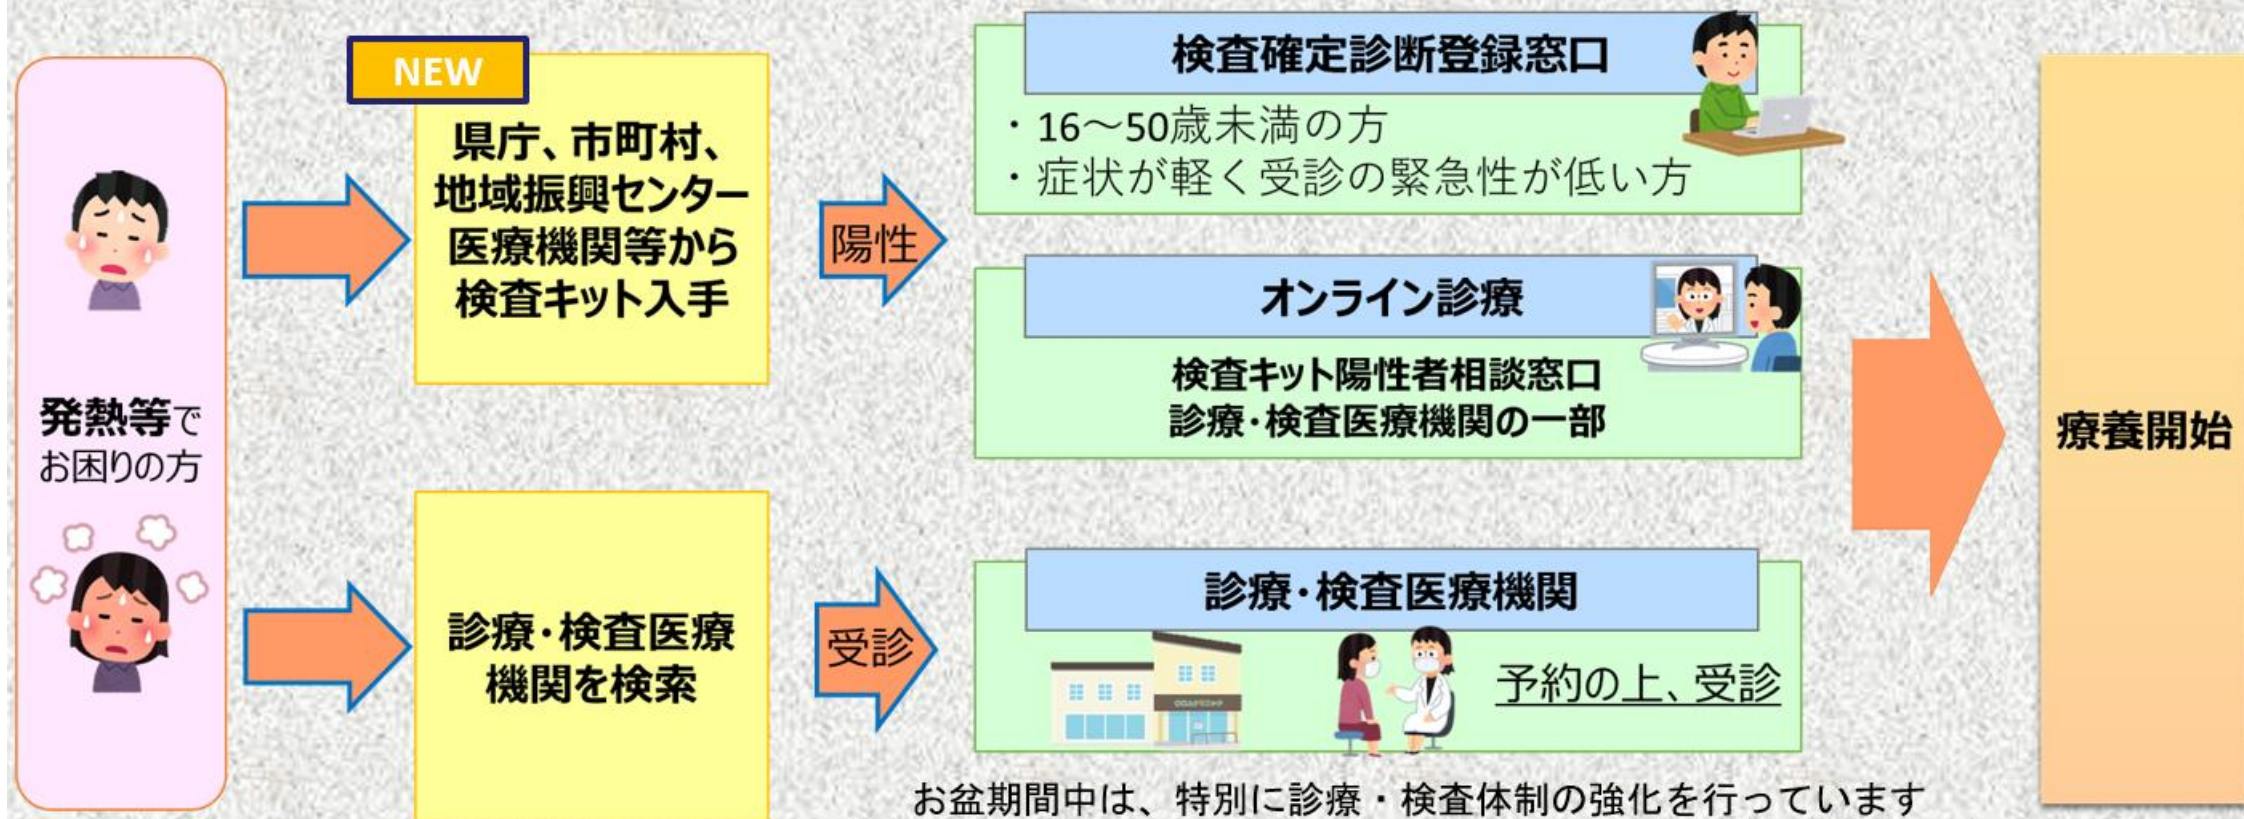 発熱等で
お困りの方
NEW
県庁、市町村、
地域振興センター
医療機関等から
検査キット入手
陽性
検査確定診断登録窓口
・16～50歳未満の方
・症状が軽く受診の緊急性が低い方
オンライン診療
検査キット陽性者相談窓口
診療・検査医療機関の一部
診療・検査医療
機関を検索
受診
診療・検査医療機関
予約の上、受診
お盆期間中は、特別に診療・検査体制の強化を行っています
療養開始